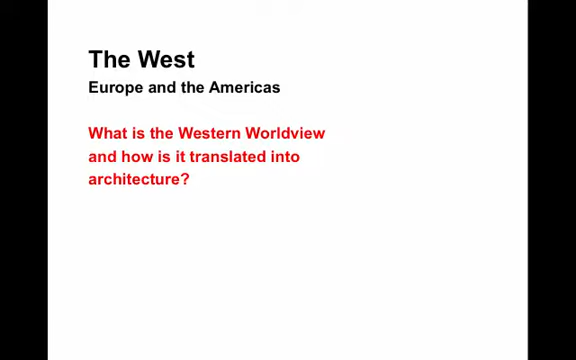 The West
Europe and the Americas
What is the Western Worldview
and how is it translated into
architecture?